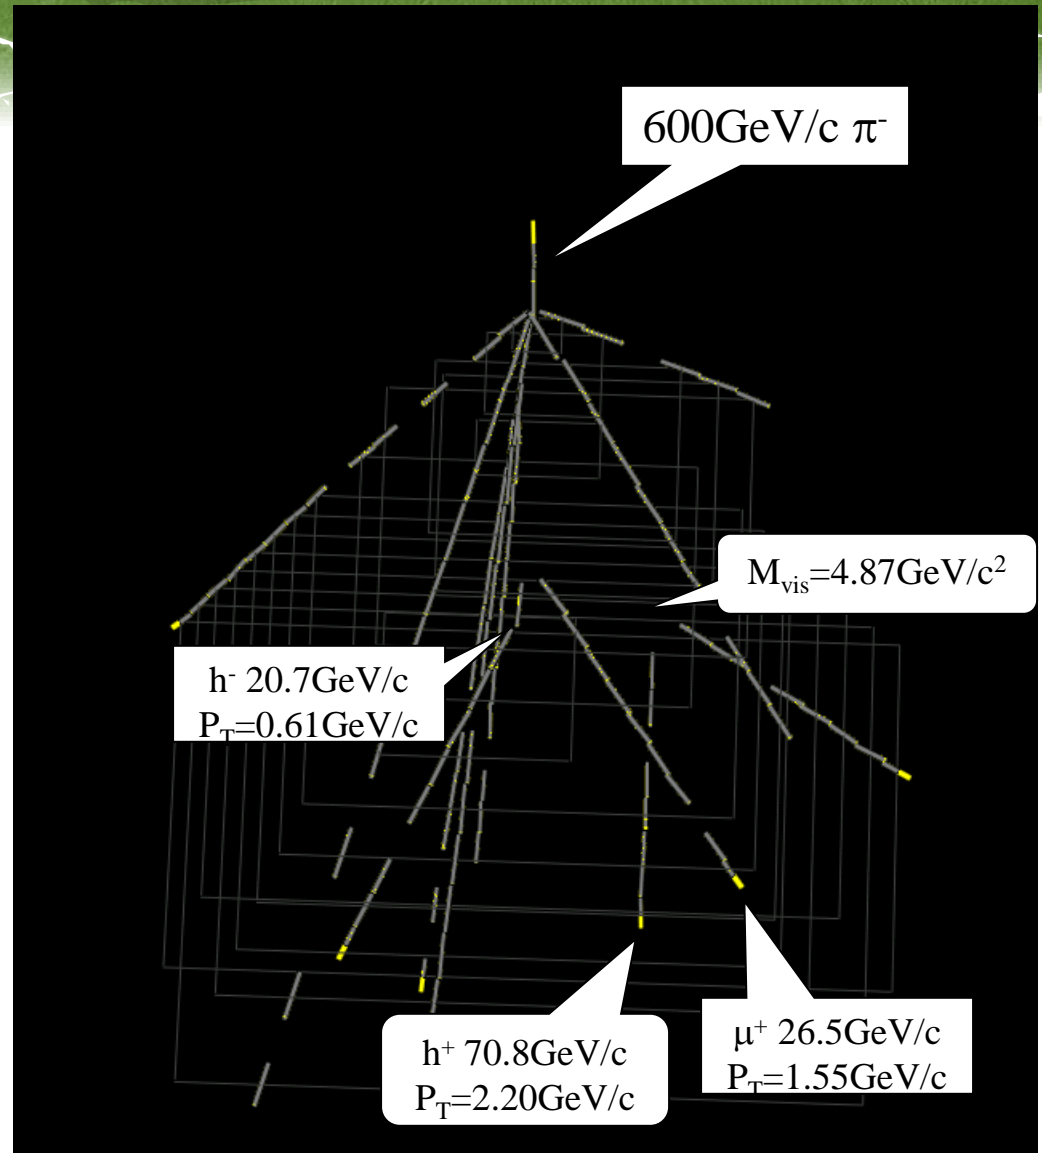 600GeV/c π⁻
M_vis=4.87GeV/c²
h⁻ 20.7GeV/c
P_T=0.61GeV/c
μ⁺ 26.5GeV/c
P_T=1.55GeV/c
h⁺ 70.8GeV/c
P_T=2.20GeV/c